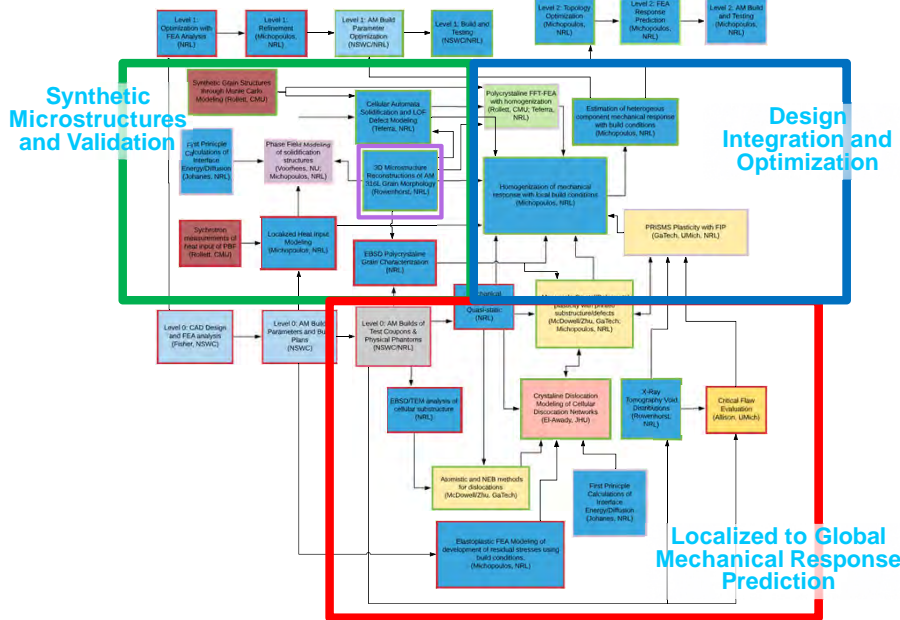 Level 1:
Optimization with
FEA Analysis
(NRL)
Level 1:
Refinements
(Michopoulos,
NRL)
Level 1: AM Build
Parameter
Optimization
(NSWC/NRL)
Level 1: Build and
Testing
(NSWC/NRL)
Level 2: Topology
Optimization
(Michopoulos,
NRL)
Level 2: FEA
Response
Prediction
(Michopoulos,
NRL)
Level 2: AM Build
and Testing
(Michopoulos,
NRL)
Synthetic
Microstructures
and Validation
Synthetic Grain Structures
through Monte Carlo
Modeling (Rollett, CMU)
Cellular Automata
Solidification and LOF
Defect Modeling
(Teferra, NRL)
Polycrystalline FFT-FEA
with homogenization
(Rollett, CMU; Teferra,
NRL)
Estimation of heterogenous
component mechanical response
with build conditions
(Michopoulos, NRL)
Design
Integration and
Optimization
First Principle
Calculations
of Interface
Energy/Diffusion
(Johanes, NRL)
Phase Field Modeling
of solidification
structures
(Voorhees, NU;
Michopoulos, NRL)
3D Microstructure
Reconstructions of AM
316L Grain Morphology
(Rowenhorst, NRL)
Homogenization of mechanical
response with local build conditions
(Michopoulos, NRL)
PRISMS Plasticity with FIP
(GaTech, UMich, NRL)
Synchrotron
measurements of
heat input of PBF
(Rollett, CMU)
Localized Heat Input
Modeling
(Michopoulos, NRL)
EBSD Polycrystalline
Grain Characterization
(NRL)
Quasi-static
(NRL)
plasticity with printed
substructure/defects
(McDowell/Zhu, GaTech;
Michopoulos, NRL)
Level 0: CAD Design
and FEA analysis
(Fisher, NSWC)
Level 0: AM Build
Parameters and Build
Plans
(NSWC)
Level 0: AM Builds of
Test Coupons &
Physical Phantoms
(NSWC/NRL)
EBSD/TEM analysis of
cellular substructure
(NRL)
Crystaline Dislocation
Modeling of Cellular
Discocation Networks
(El-Awady, JHU)
X-Ray
Tomography Void
Distributions
(Rowenhorst,
NRL)
Critical Flaw
Evaluation
(Allison, UMich)
Atomistic and NEB methods
for dislocations
(McDowell/Zhu, GaTech)
First Principle
Calculations of
Interface
Energy/Diffusion
(Johanes, NRL)
Elastoplastic FEA Modeling of
development of residual stresses using
build conditions.
(Michopoulos, NRL)
Localized to Global
Mechanical Response
Prediction